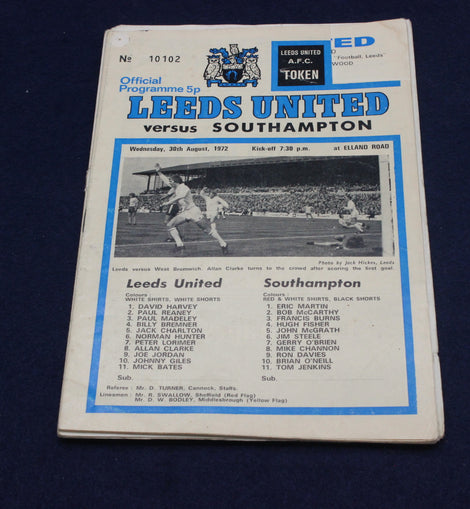 No 10102
LEEDS UNITED
A.F.C.
TOKEN
TED
"Football, Leeds"
WOOD
Official
Programme 5p
LEEDS UNITED
versus SOUTHAMPTON
Wednesday, 30th August, 1972 Kick-off 7.30 p.m. at ELLAND ROAD
Photo by Jack Hickes, Leeds
Leeds versus West Bromwich. Allan Clarke turns to the crowd after scoring the first goal.
Leeds United
Colours :
WHITE SHIRTS, WHITE SHORTS
1 DAVID HARVEY
2 PAUL REANEY
3 PAUL MADELEY
4 BILLY BREMNER
5 JACK CHARLTON
6 NORMAN HUNTER
7 PETER LORIMER
8 ALLAN CLARKE
9 JOE JORDAN
10 JOHNNY GILES
11 MICK BATES
Sub.
Southampton
Colours :
RED & WHITE SHIRTS, BLACK SHORTS
1 ERIC MARTIN
2 BOB McCARTHY
3 FRANCIS BURNS
4 HUGH FISHER
5 JOHN McGRATH
6 JIM STEELE
7 GERRY O'BRIEN
8 MIKE CHANNON
9 RON DAVIES
10 BRIAN O'NEILL
11 TOM JENKINS
Sub.
Referee : Mr. D. TURNER, Cannock, Staffs.
Linesmen : Mr. R. SWALLOW, Sheffield (Red Flag)
Mr. D. W. BODLEY, Middlesbrough (Yellow Flag)